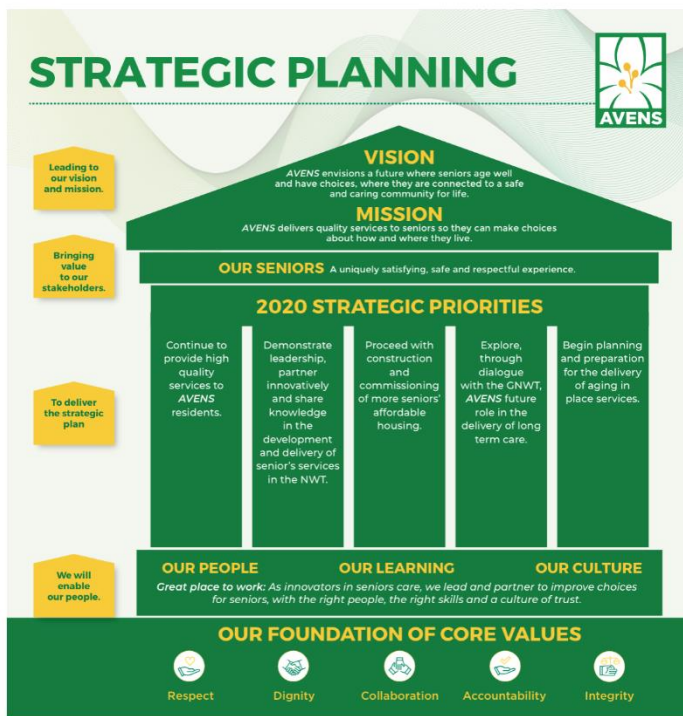 STRATEGIC PLANNING
AVENS
Leading to
our vision
and mission.
VISION
AVENS envisions a future where seniors age well
and have choices, where they are connected to a safe
and caring community for life.
MISSION
AVENS delivers quality services to seniors so they can make choices
about how and where they live.
Bringing
value
to our
stakeholders.
OUR SENIORS A uniquely satisfying, safe and respectful experience.
2020 STRATEGIC PRIORITIES
To deliver
the strategic
plan
Continue to
provide high
quality
services to
AVENS
residents.
Demonstrate
leadership,
partner
innovatively
and share
knowledge
in the
development
and delivery of
senior's services
in the NWT.
Proceed with
construction
and
commissioning
of more seniors'
affordable
housing.
Explore,
through
dialogue
with the GNWT,
AVENS future
role in the
delivery of long
term care.
Begin planning
and preparation
for the delivery
of aging in
place services.
We will
enable
our people.
OUR PEOPLE
OUR LEARNING
OUR CULTURE
Great place to work: As innovators in seniors care, we lead and partner to improve choices
for seniors, with the right people, the right skills and a culture of trust.
OUR FOUNDATION OF CORE VALUES
Respect
Dignity
Collaboration
Accountability
Integrity